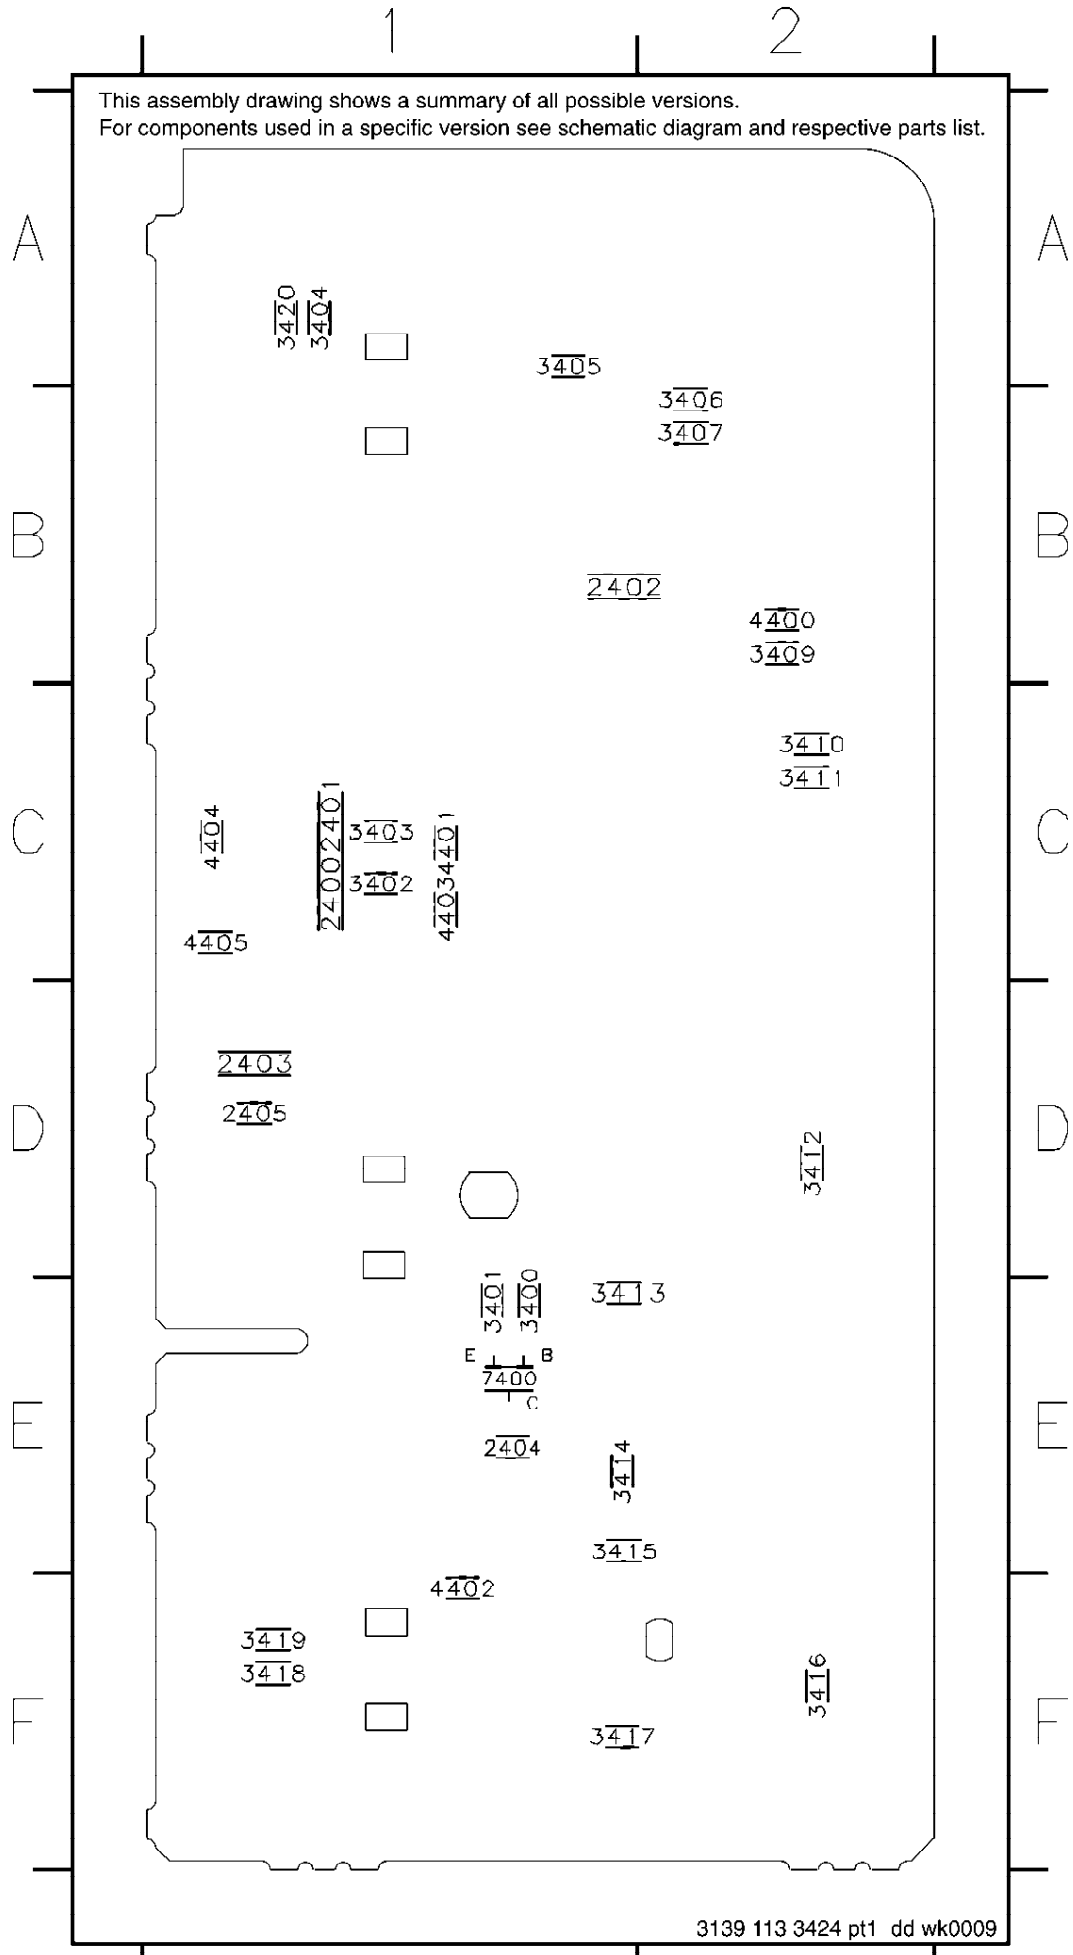 1 2
This assembly drawing shows a summary of all possible versions.
For components used in a specific version see schematic diagram and respective parts list.
A A
3420 3404
3405
3406
3407
B B
2402
4400
3409
3410
3411
C C
4404 2400 2401 3403 4401
3402 4403
4405
2403
2405
D D
3412
3401 3400 3413
E B
7400
C
E E
2404
3414
3415
4402
3419
3418 3416
F F
3417
3139 113 3424 pt1 dd wk0009